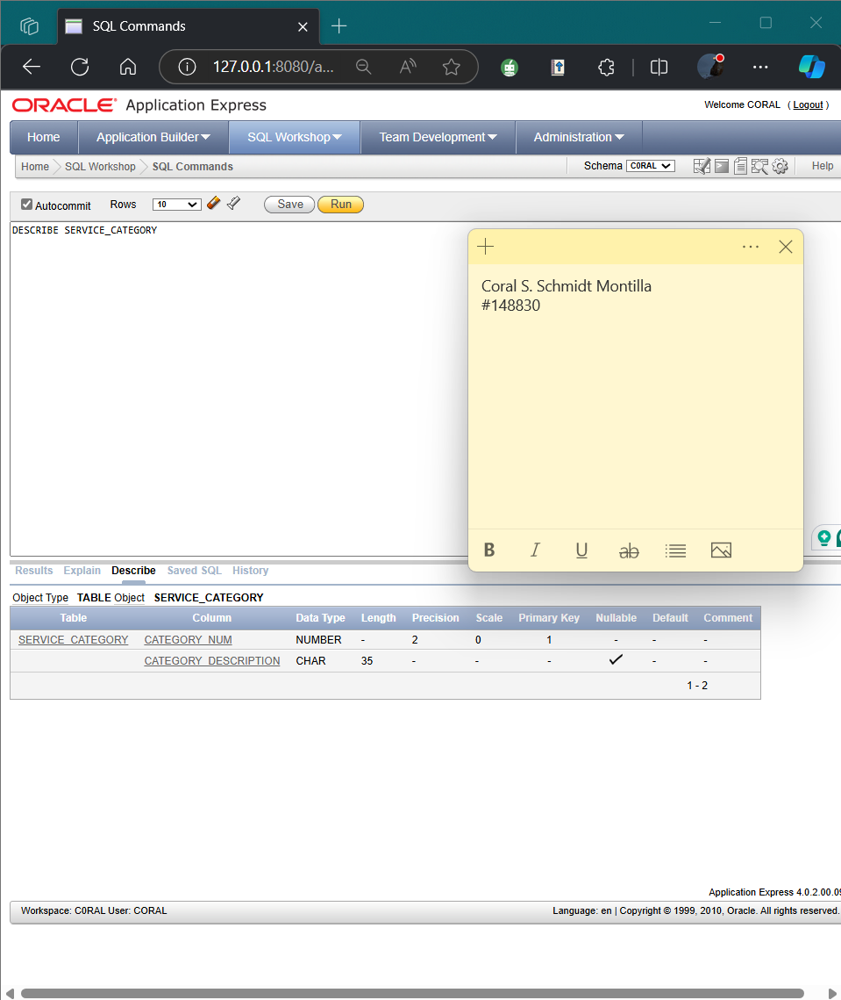 SQL Commands
127.0.0.1:8080/a...
ORACLE® Application Express
Welcome CORAL ( Logout )
Home Application Builder SQL Workshop Team Development Administration
Home SQL Workshop SQL Commands
Schema C0RAL
Help
Autocommit Rows 10 Save Run
DESCRIBE SERVICE_CATEGORY
Coral S. Schmidt Montilla
#148830
B I U ab
Results Explain Describe Saved SQL History
Object Type TABLE Object SERVICE_CATEGORY
Table Column Data Type Length Precision Scale Primary Key Nullable Default Comment
SERVICE_CATEGORY CATEGORY_NUM NUMBER - 2 0 1 - - -
CATEGORY_DESCRIPTION CHAR 35 - - - - -
1 - 2
Application Express 4.0.2.00.09
Workspace: C0RAL User: CORAL
Language: en | Copyright © 1999, 2010, Oracle. All rights reserved.